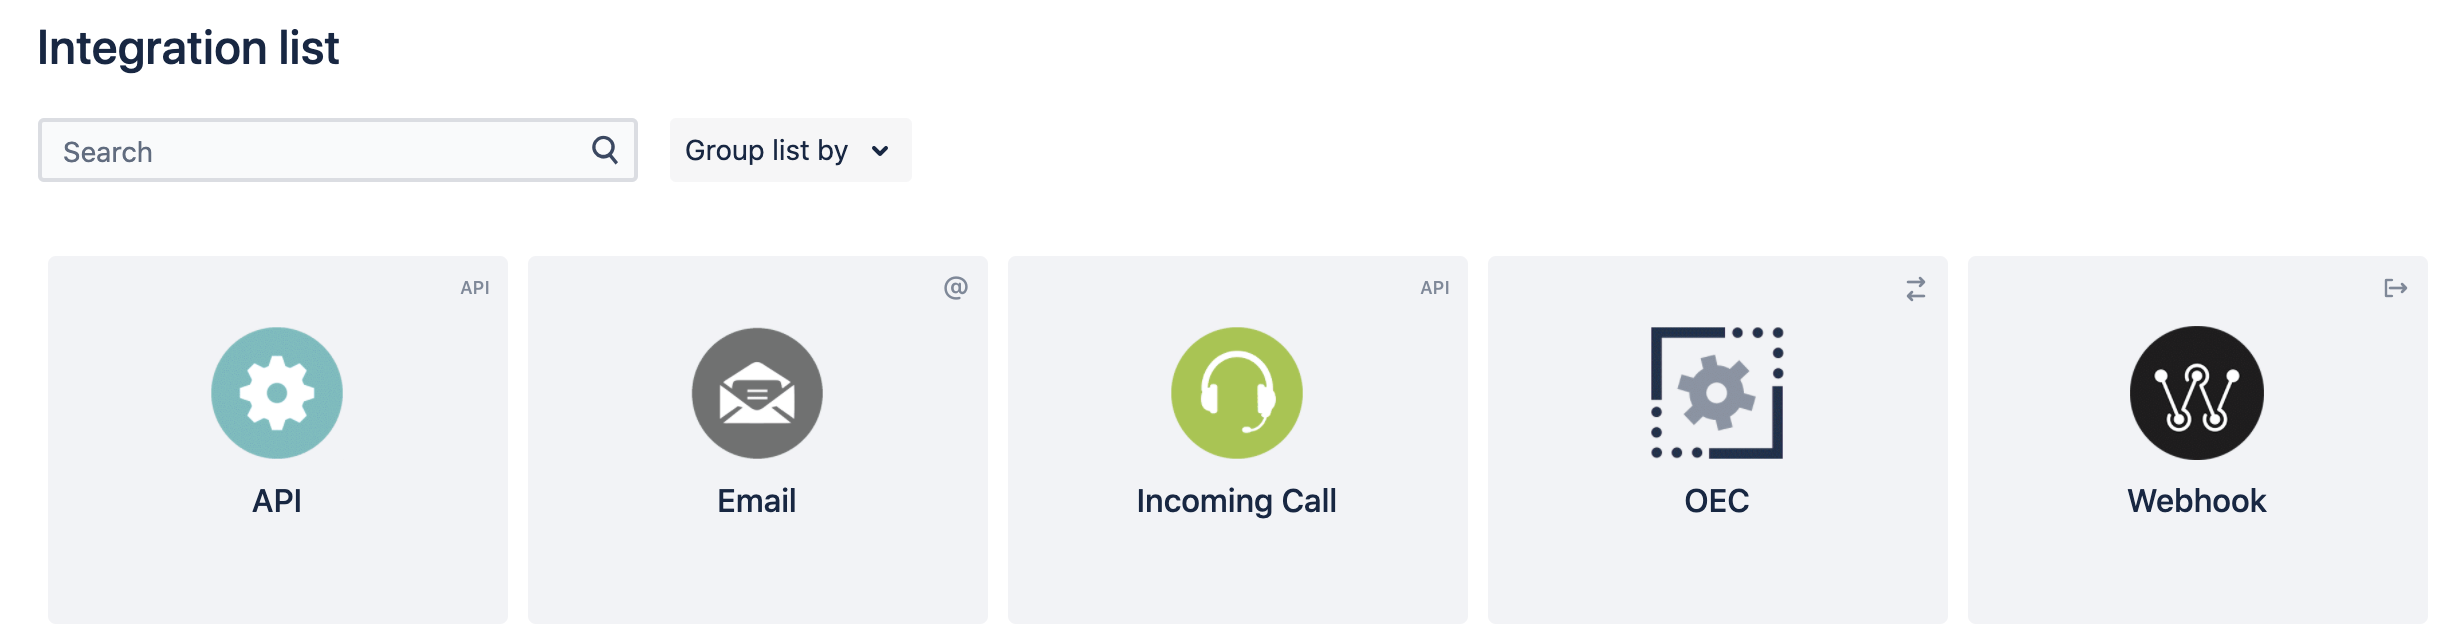 Integration list
Search
Group list by
API
@
API
API
Email
Incoming Call
OEC
Webhook